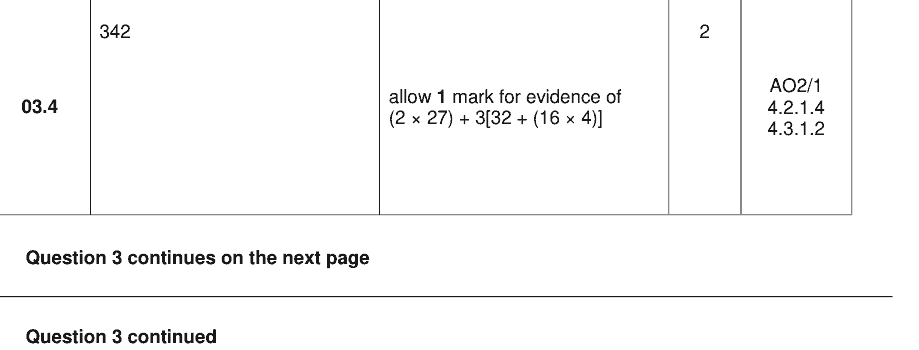 342
2
03.4
allow 1 mark for evidence of
(2 × 27) + 3[32 + (16 × 4)]
AO2/1
4.2.1.4
4.3.1.2
Question 3 continues on the next page
Question 3 continued